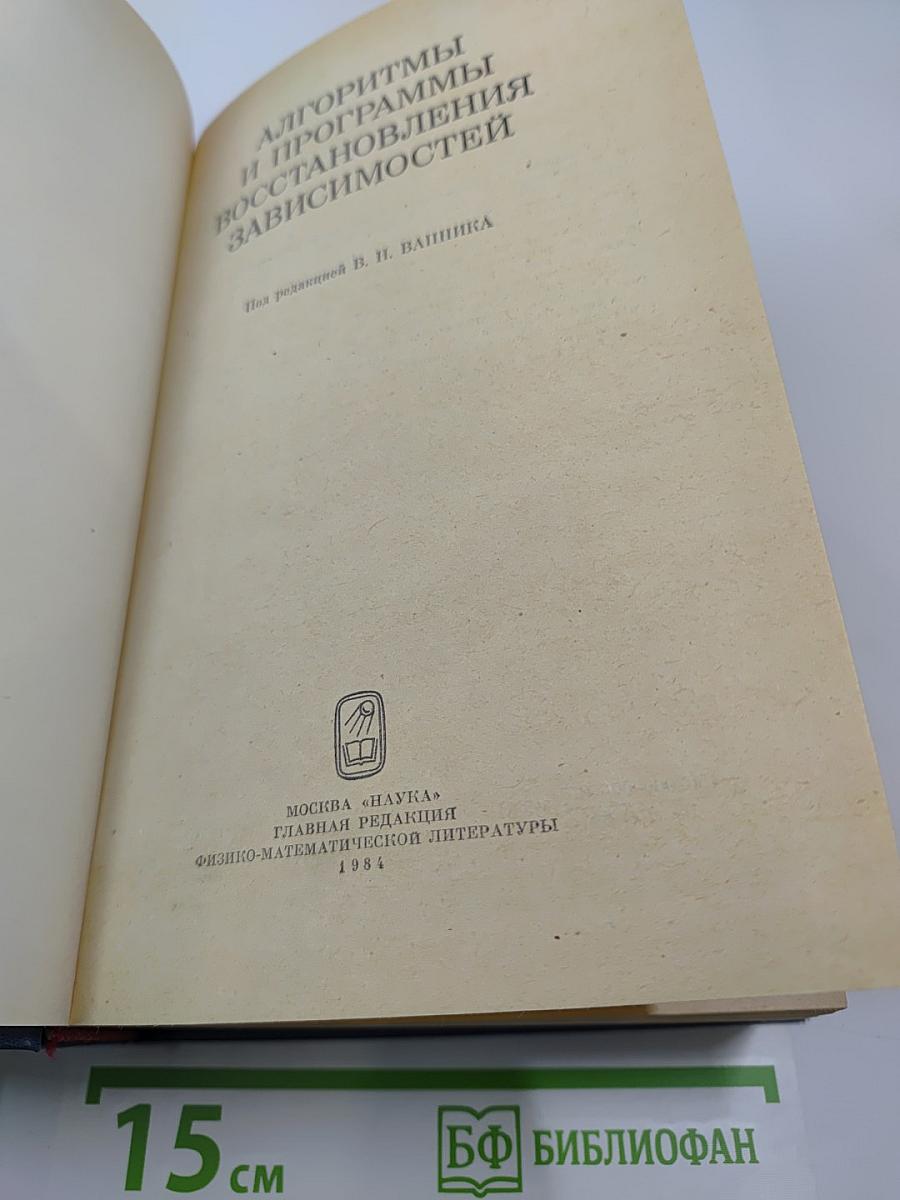 АЛГОРИТМЫ
И ПРОГРАММЫ
ВОССТАНОВЛЕНИЯ
ЗАВИСИМОСТЕЙ
Под редакцией В. Н. ВАПНИКА
МОСКВА «НАУКА»
ГЛАВНАЯ РЕДАКЦИЯ
ФИЗИКО-МАТЕМАТИЧЕСКОЙ ЛИТЕРАТУРЫ
1984
15 см
БФ БИБЛИОФАН